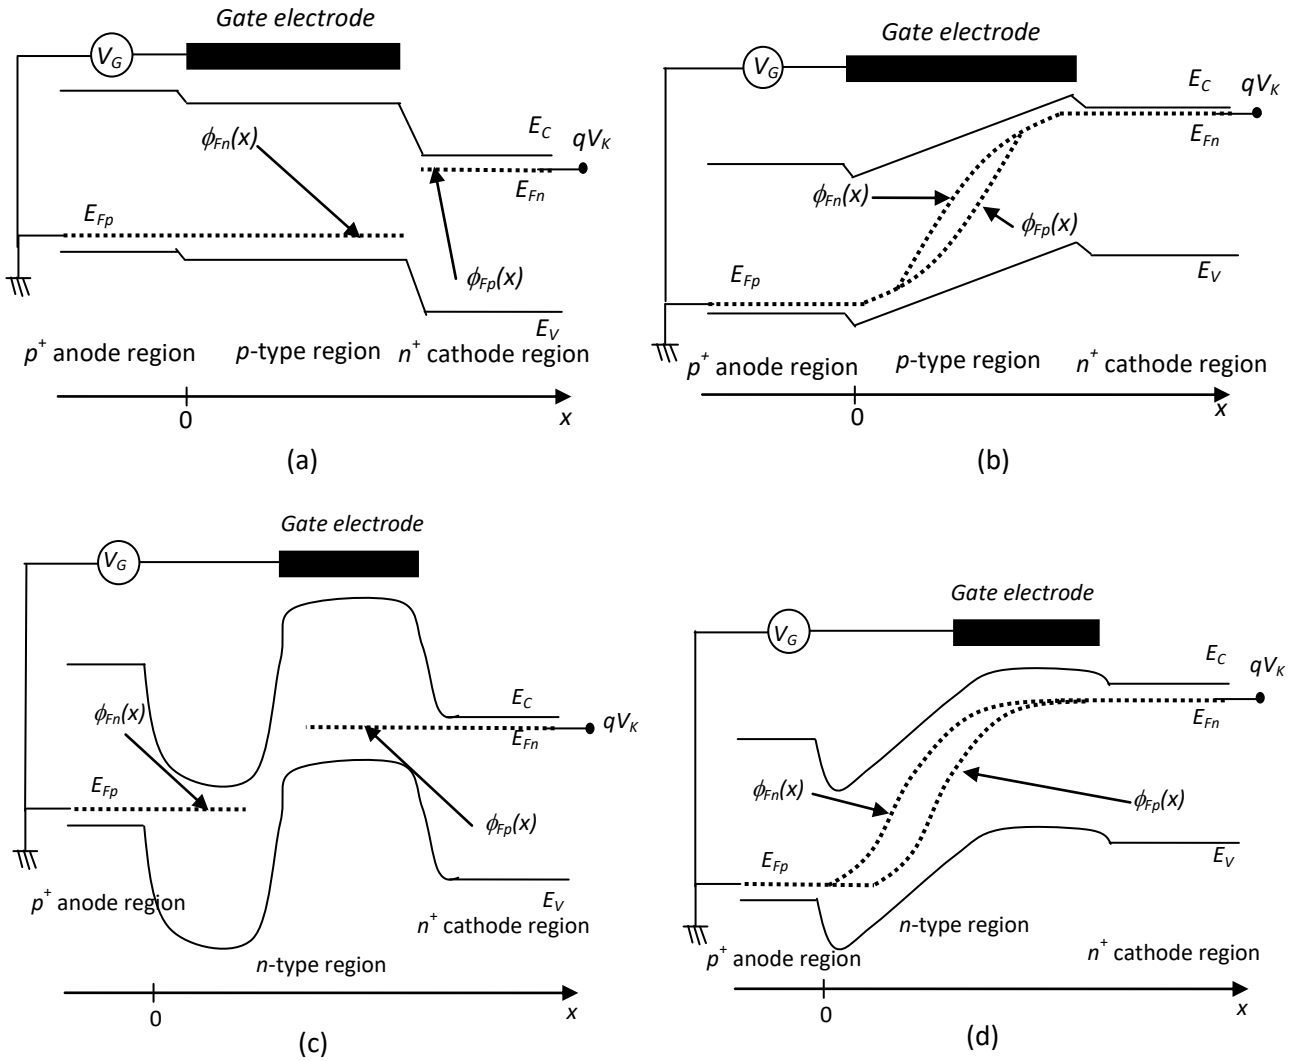 Gate electrode
V_G
E_C
qV_K
ϕ_Fn(x)
E_Fn
E_Fp
ϕ_Fp(x)
E_V
p⁺ anode region
p-type region
n⁺ cathode region
0
x
(a)
Gate electrode
V_G
E_C
qV_K
E_Fn
ϕ_Fn(x)
ϕ_Fp(x)
E_Fp
E_V
p⁺ anode region
p-type region
n⁺ cathode region
0
x
(b)
Gate electrode
V_G
E_C
ϕ_Fn(x)
qV_K
E_Fn
E_Fp
ϕ_Fp(x)
E_V
p⁺ anode region
n⁺ cathode region
n-type region
0
x
(c)
Gate electrode
V_G
E_C
qV_K
E_Fn
ϕ_Fn(x)
ϕ_Fp(x)
E_Fp
E_V
n-type region
p⁺ anode region
n⁺ cathode region
0
x
(d)